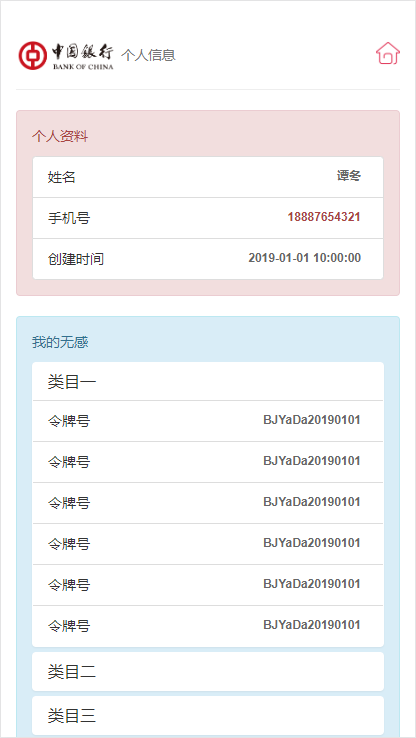 中国银行 个人信息
BANK OF CHINA
个人资料
姓名 谭冬
手机号 18887654321
创建时间 2019-01-01 10:00:00
我的无感
类目一
令牌号 BJYaDa20190101
令牌号 BJYaDa20190101
令牌号 BJYaDa20190101
令牌号 BJYaDa20190101
令牌号 BJYaDa20190101
令牌号 BJYaDa20190101
类目二
类目三